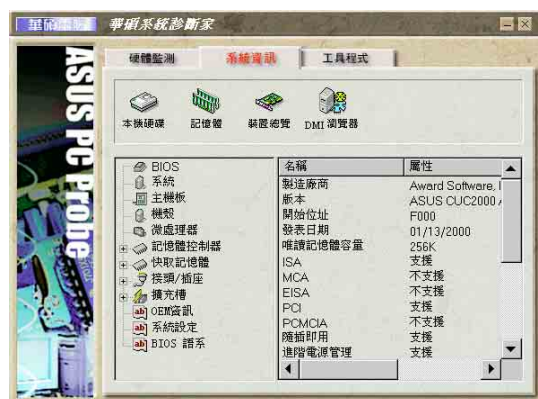 華碩系統診斷家
ASUS PC Probe
硬體監測
系統資訊
工具程式
本機硬碟
記憶體
裝置總覽
DMI 瀏覽器
BIOS
系統
主機板
機殼
微處理器
記憶體控制器
快取記憶體
接頭/插座
擴充槽
OEM資訊
系統設定
BIOS 語系
名稱 屬性
製造廠商 Award Software, I
版本 ASUS CUC2000
開始位址 F000
發表日期 01/13/2000
唯讀記憶體容量 256K
ISA 支援
MCA 不支援
EISA 不支援
PCI 支援
PCMCIA 不支援
隨插即用 支援
進階電源管理 支援